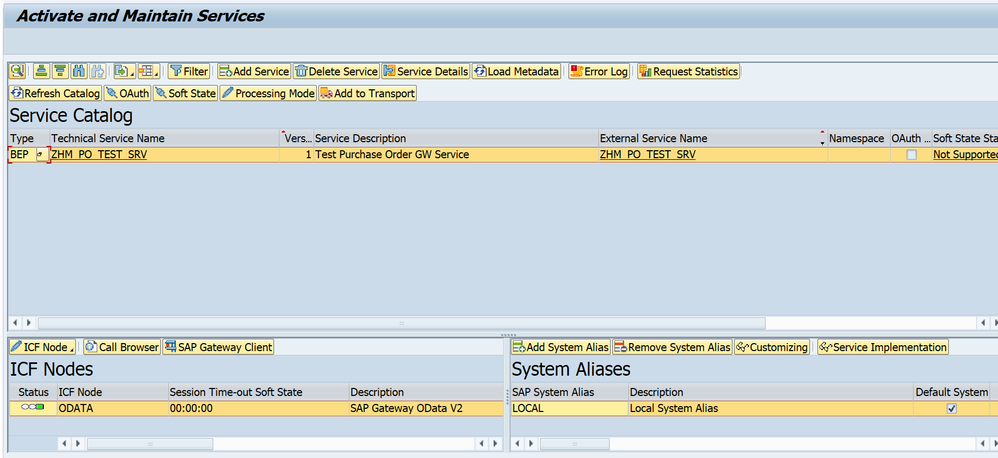 Activate and Maintain Services
Filter Add Service Delete Service Service Details Load Metadata Error Log Request Statistics
Refresh Catalog OAuth Soft State Processing Mode Add to Transport
Service Catalog
Type Technical Service Name Vers... Service Description External Service Name Namespace OAuth ... Soft State Sta
BEP ZHM_PO_TEST_SRV 1 Test Purchase Order GW Service ZHM_PO_TEST_SRV Not Supported
ICF Node Call Browser SAP Gateway Client
ICF Nodes
Status ICF Node Session Time-out Soft State Description
ODATA 00:00:00 SAP Gateway OData V2
Add System Alias Remove System Alias Customizing Service Implementation
System Aliases
SAP System Alias Description Default System
LOCAL Local System Alias